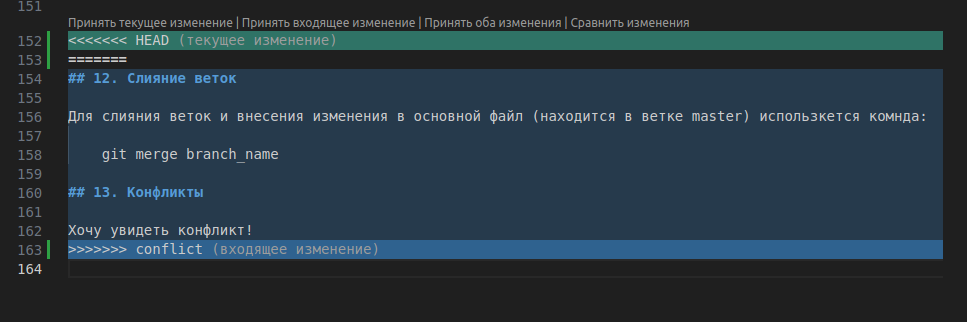 151
Принять текущее изменение | Принять входящее изменение | Принять оба изменения | Сравнить изменения
152 <<<<<<< HEAD (текущее изменение)
153 =======
154 ## 12. Слияние веток
155
156 Для слияния веток и внесения изменения в основной файл (находится в ветке master) использкется комнда:
157
158 git merge branch_name
159
160 ## 13. Конфликты
161
162 Хочу увидеть конфликт!
163 >>>>>>> conflict (входящее изменение)
164